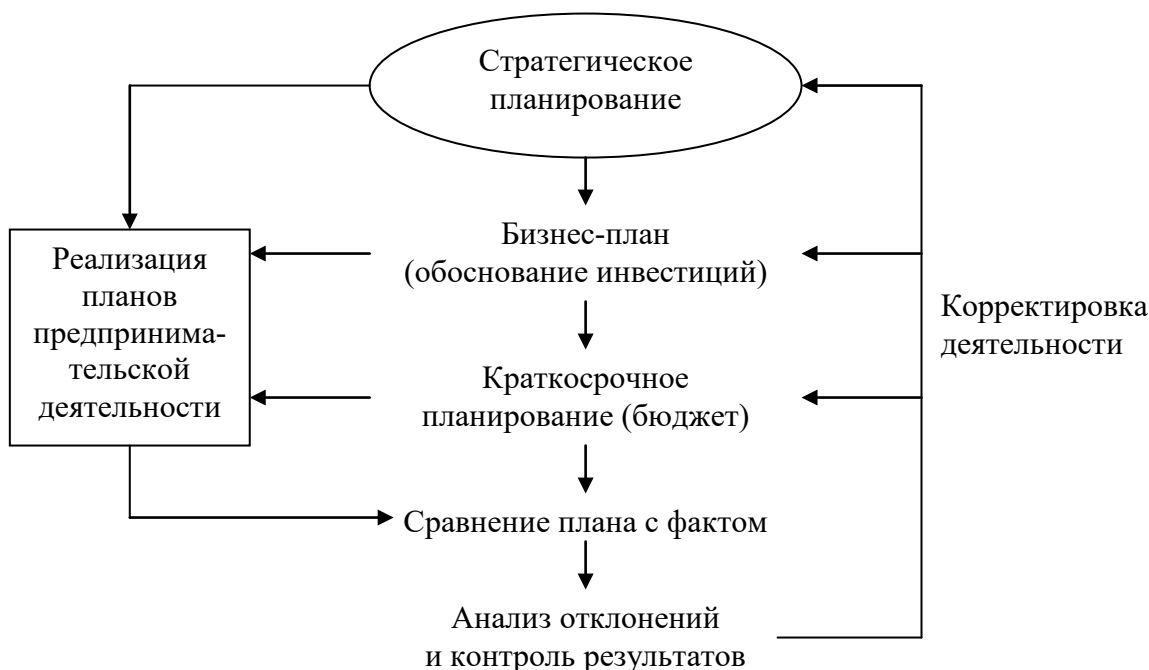 Стратегическое
планирование
Бизнес-план
(обоснование инвестиций)
Реализация
планов
предпринима-
тельской
деятельности
Корректировка
деятельности
Краткосрочное
планирование (бюджет)
Сравнение плана с фактом
Анализ отклонений
и контроль результатов